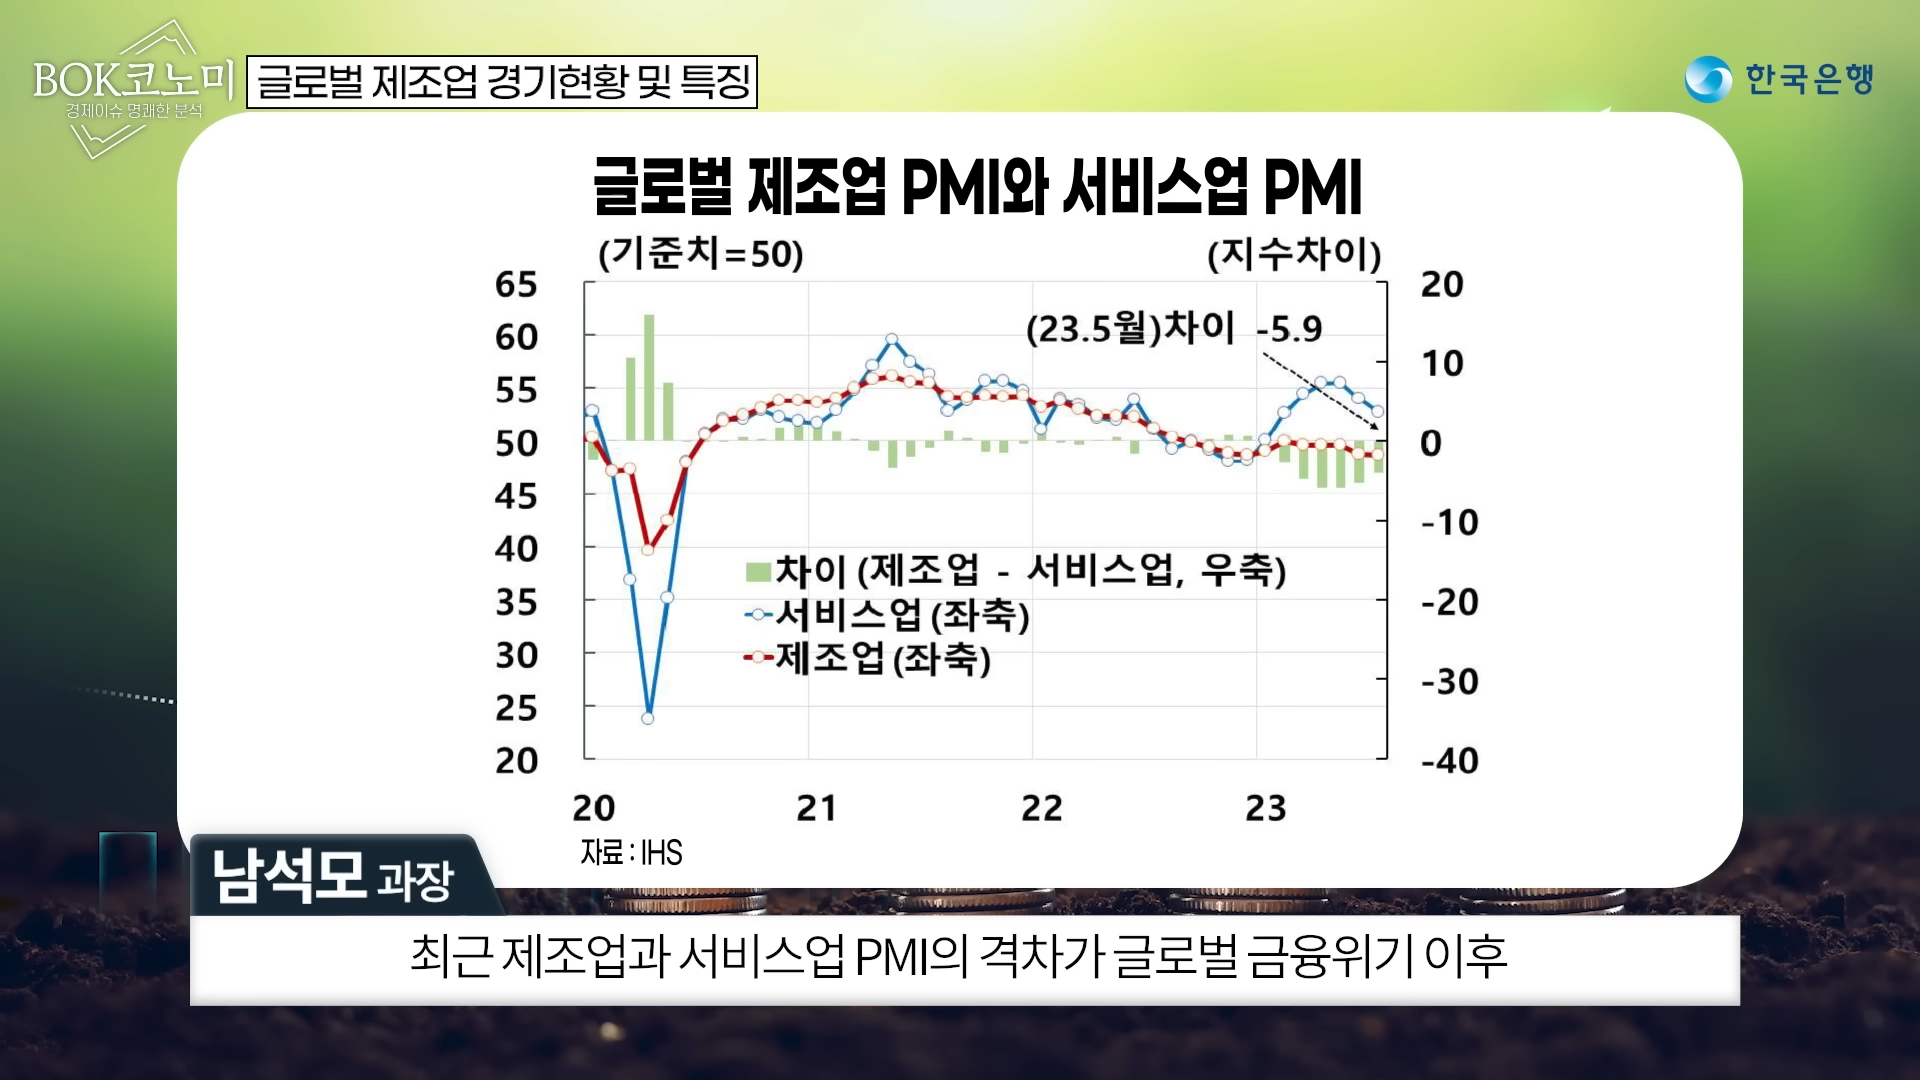 BOK코노미
경제이슈 명쾌한 분석
글로벌 제조업 경기현황 및 특징
한국은행
글로벌 제조업 PMI와 서비스업 PMI
(기준치=50)
(지수차이)
65
60
55
50
45
40
35
30
25
20
20
10
0
-10
-20
-30
-40
(23.5월)차이 -5.9
차이(제조업 - 서비스업, 우축)
서비스업(좌축)
제조업(좌축)
20 21 22 23
자료 : IHS
남석모 과장
최근 제조업과 서비스업 PMI의 격차가 글로벌 금융위기 이후